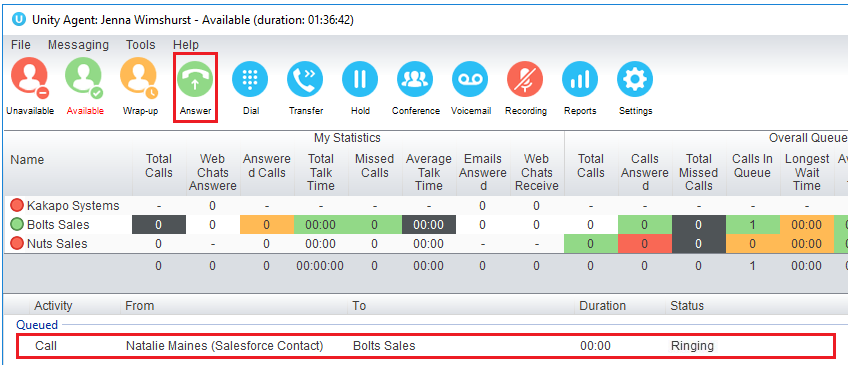 U Unity Agent: Jenna Wimshurst - Available (duration: 01:36:42)
File Messaging Tools Help
Unavailable Available Wrap-up Answer Dial Transfer Hold Conference Voicemail Recording Reports Settings
My Statistics Overall Queue
Name
Total Web Answere Total Missed Average Emails Web Total Calls Total Calls In Longest
Calls Chats d Calls Talk Calls Talk Answere Chats Calls Answere Missed Queue Wait
Answere Time Time d Receive d Calls Time
Kakapo Systems - 0 - - - - 0 0 - - - - -
Bolts Sales 0 0 0 00:00 0 00:00 0 0 0 0 0 1 00:00
Nuts Sales 0 - 0 00:00 0 00:00 - - 0 0 0 0 00:00
0 0 0 00:00:00 0 00:00 0 0 0 0 0 1 00:00
Activity From To Duration Status
Queued
Call Natalie Maines (Salesforce Contact) Bolts Sales 00:00 Ringing